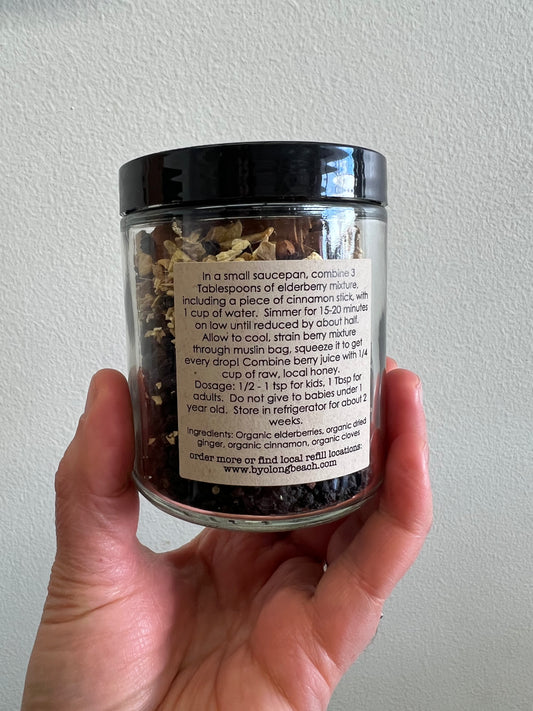 In a small saucepan, combine 3
Tablespoons of elderberry mixture,
including a piece of cinnamon stick, with
1 cup of water. Simmer for 15-20 minutes
on low until reduced by about half.
Allow to cool, strain berry mixture
through muslin bag, squeeze it to get
every drop! Combine berry juice with 1/4
cup of raw, local honey.
Dosage: 1/2 - 1 tsp for kids, 1 Tbsp for
adults. Do not give to babies under 1
year old. Store in refrigerator for about 2
weeks.
Ingredients: Organic elderberries, organic dried
ginger, organic cinnamon, organic cloves
order more or find local refill locations:
www.byolongbeach.com